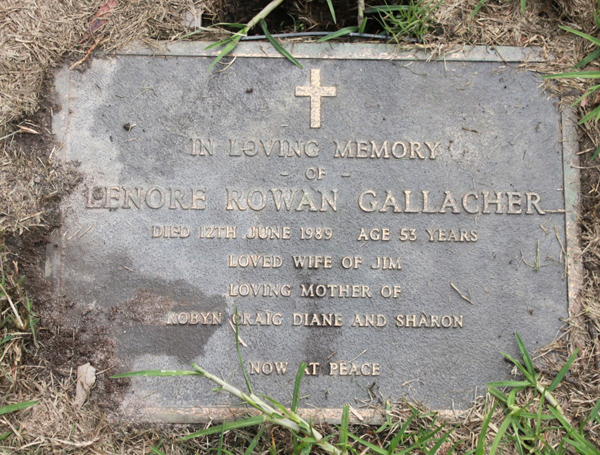 IN LOVING MEMORY
- OF -
LENORE ROWAN GALLACHER
DIED 12TH JUNE 1989 AGE 53 YEARS
LOVED WIFE OF JIM
LOVING MOTHER OF
ROBYN CRAIG DIANE AND SHARON
NOW AT PEACE